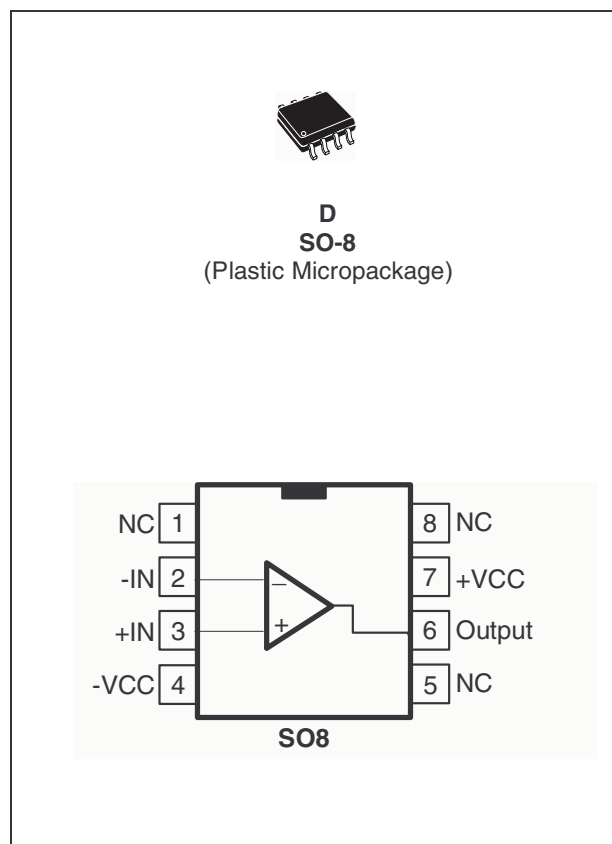 D
SO-8
(Plastic Micropackage)
NC 1
8 NC
-IN 2
−
7 +VCC
+IN 3
+
6 Output
-VCC 4
5 NC
SO8